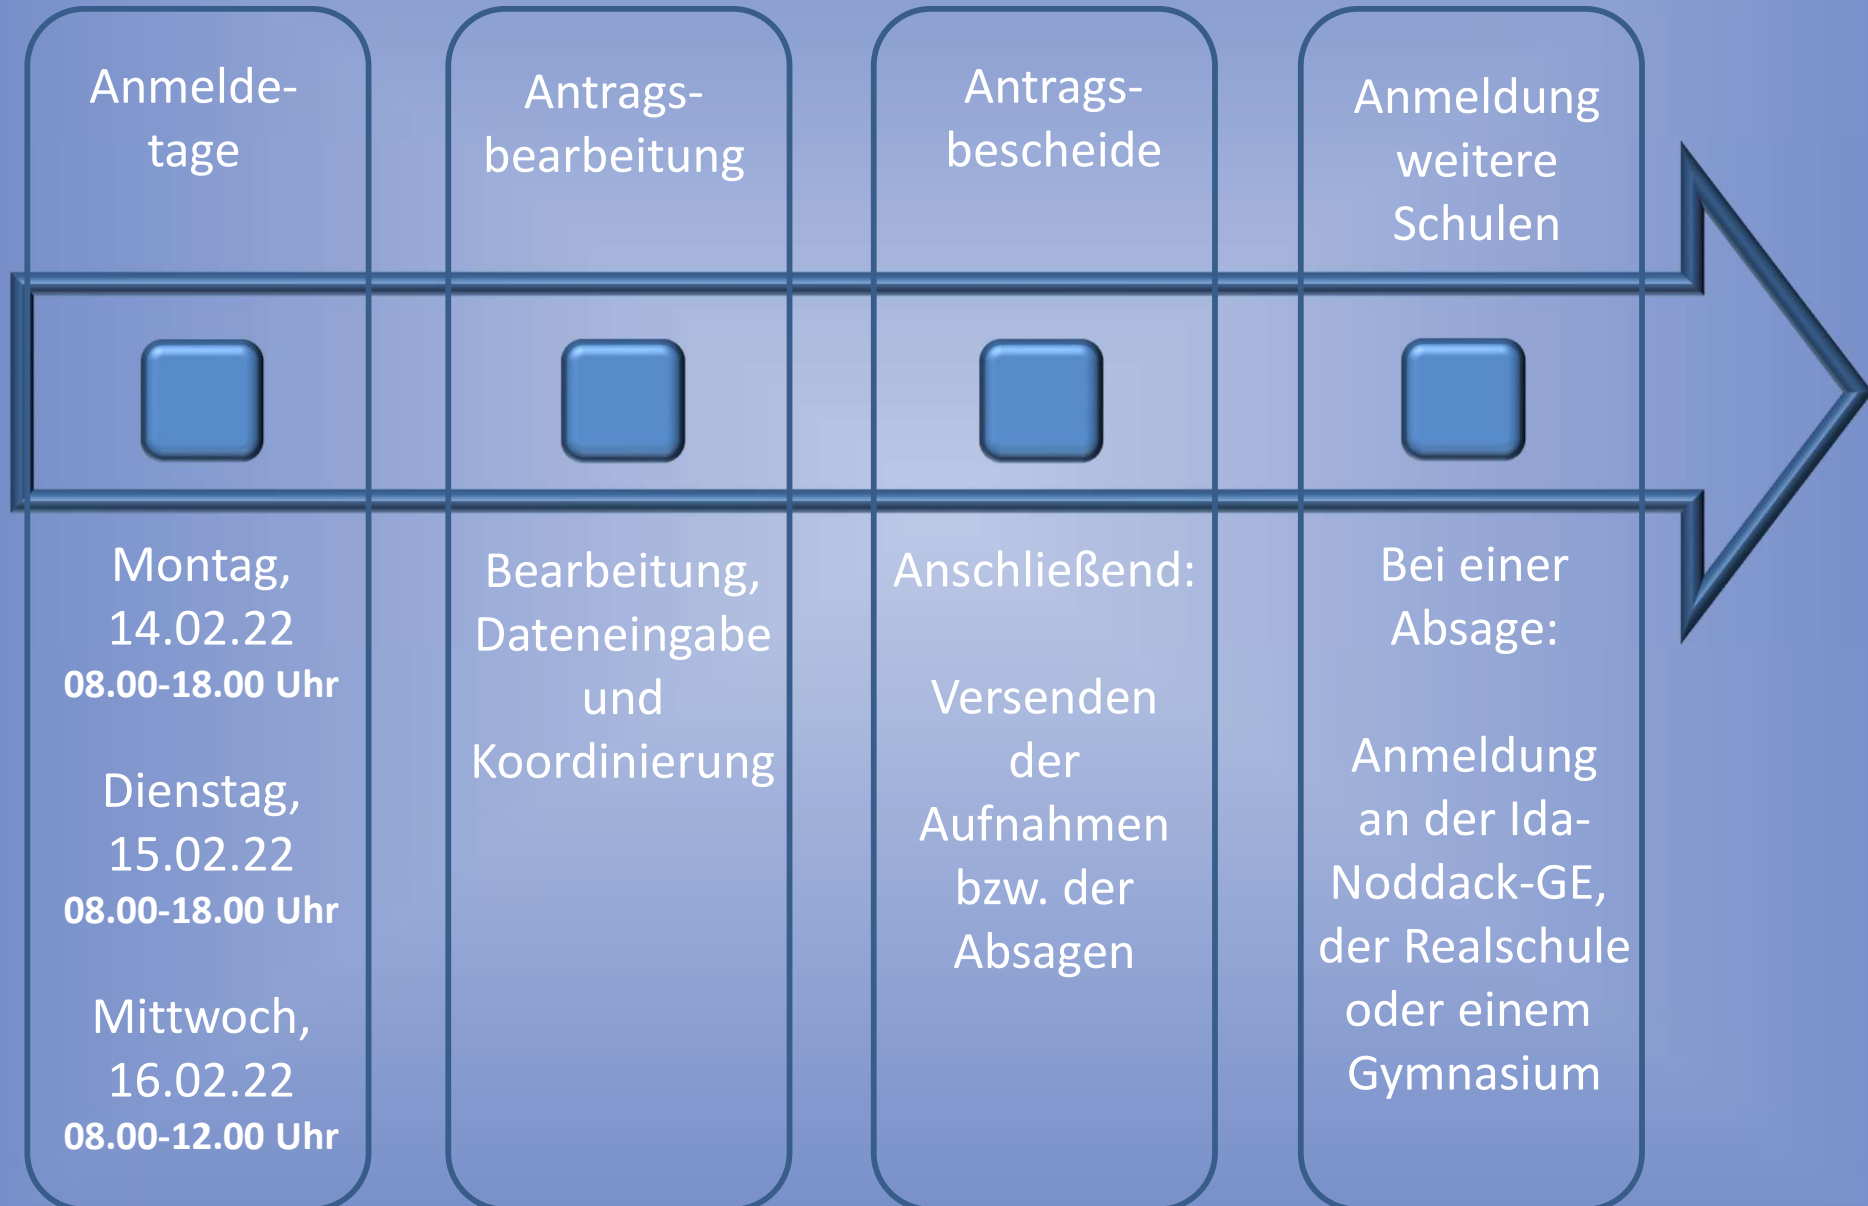 Anmelde-
tage
Montag,
14.02.22
08.00-18.00 Uhr
Dienstag,
15.02.22
08.00-18.00 Uhr
Mittwoch,
16.02.22
08.00-12.00 Uhr
Antrags-
bearbeitung
Bearbeitung,
Dateneingabe
und
Koordinierung
Antrags-
bescheide
Anschließend:
Versenden
der
Aufnahmen
bzw. der
Absagen
Anmeldung
weitere
Schulen
Bei einer
Absage:
Anmeldung
an der Ida-
Noddack-GE,
der Realschule
oder einem
Gymnasium